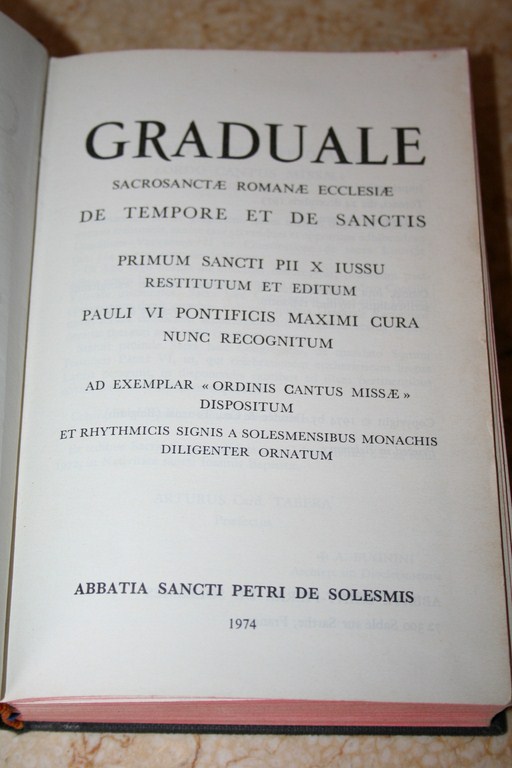 GRADUALE
SACROSANCTÆ ROMANÆ ECCLESIÆ
DE TEMPORE ET DE SANCTIS
PRIMUM SANCTI PII X IUSSU
RESTITUTUM ET EDITUM
PAULI VI PONTIFICIS MAXIMI CURA
NUNC RECOGNITUM
AD EXEMPLAR « ORDINIS CANTUS MISSÆ »
DISPOSITUM
ET RHYTHMICIS SIGNIS A SOLESMENSIBUS MONACHIS
DILIGENTER ORNATUM
ABBATIA SANCTI PETRI DE SOLESMIS
1974